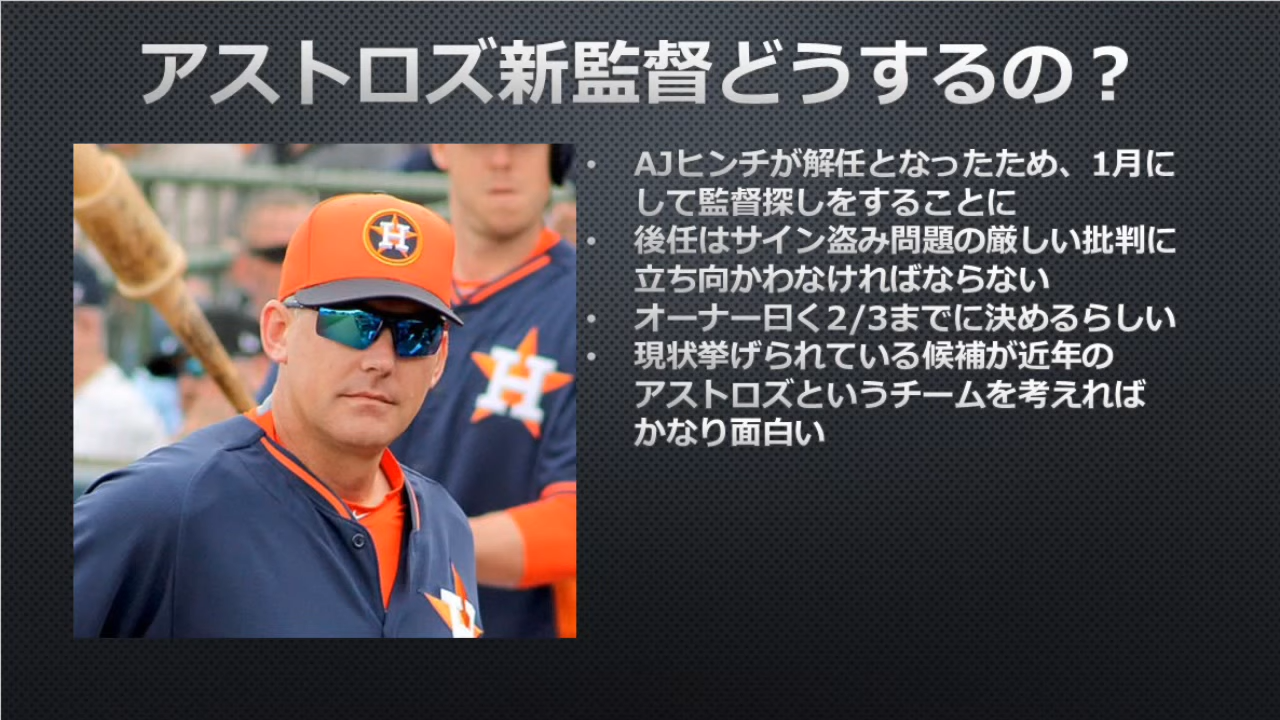 アストロズ新監督どうするの？
• AJヒンチが解任となったため、1月に
して監督探しをすることに
• 後任はサイン盗み問題の厳しい批判に
立ち向かわなければならない
• オーナー曰く2/3までに決めるらしい
• 現状挙げられている候補が近年の
アストロズというチームを考えれば
かなり面白い
H
H